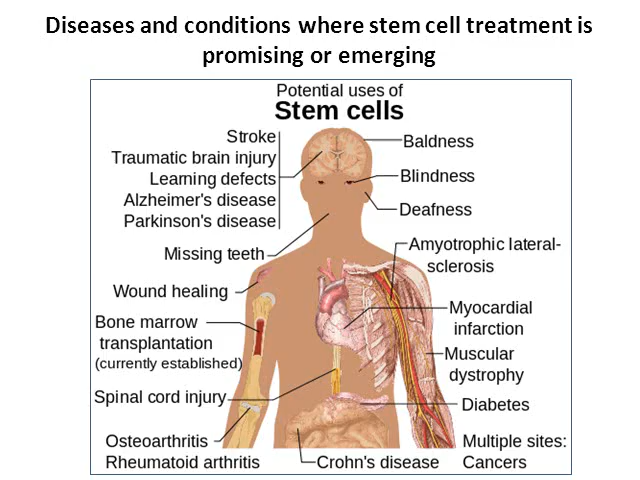 Diseases and conditions where stem cell treatment is
promising or emerging
Potential uses of
Stem cells
Stroke
Traumatic brain injury
Learning defects
Alzheimer's disease
Parkinson's disease
Missing teeth
Wound healing
Bone marrow
transplantation
(currently established)
Spinal cord injury
Osteoarthritis
Rheumatoid arthritis
Baldness
Blindness
Deafness
Amyotrophic lateral-
sclerosis
Myocardial
infarction
Muscular
dystrophy
Diabetes
Multiple sites:
Cancers
Crohn's disease